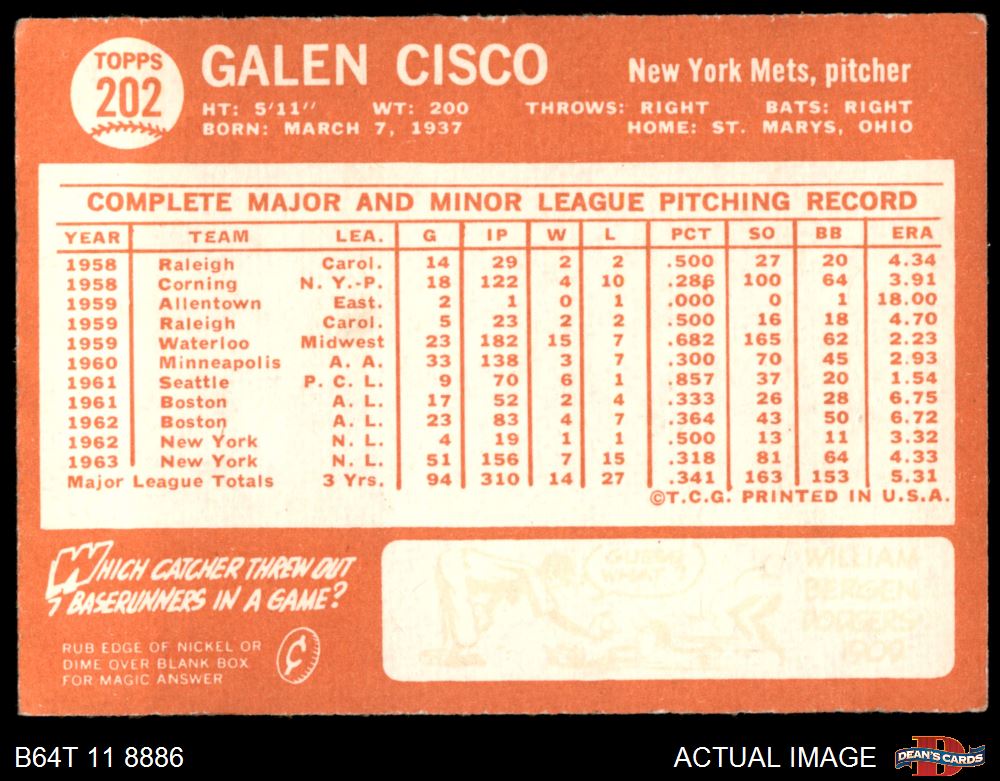 TOPPS
202
GALEN CISCO
New York Mets, pitcher
HT: 5'11" WT: 200 THROWS: RIGHT BATS: RIGHT
BORN: MARCH 7, 1937 HOME: ST. MARYS, OHIO
COMPLETE MAJOR AND MINOR LEAGUE PITCHING RECORD
YEAR TEAM LEA. G IP W L PCT SO BB ERA
1958 Raleigh Carol. 14 29 2 2 .500 27 20 4.34
1958 Corning N. Y.-P. 18 122 4 10 .286 100 64 3.91
1959 Allentown East. 2 1 0 1 .000 0 1 18.00
1959 Raleigh Carol. 5 23 2 2 .500 16 18 4.70
1959 Waterloo Midwest 23 182 15 7 .682 165 62 2.23
1960 Minneapolis A. A. 33 138 3 7 .300 70 45 2.93
1961 Seattle P. C. L. 9 70 6 1 .857 37 20 1.54
1961 Boston A. L. 17 52 2 4 .333 26 28 6.75
1962 Boston A. L. 23 83 4 7 .364 43 50 6.72
1962 New York N. L. 4 19 1 1 .500 13 11 3.32
1963 New York N. L. 51 156 7 15 .318 81 64 4.33
Major League Totals 3 Yrs. 94 310 14 27 .341 163 153 5.31
©T.C.G. PRINTED IN U.S.A.
WHICH CATCHER THREW OUT
7 BASERUNNERS IN A GAME?
RUB EDGE OF NICKEL OR
DIME OVER BLANK BOX
FOR MAGIC ANSWER
GUESS
WHAT
WILLIAM
BERGEN
DODGERS
1909
B64T 11 8886
ACTUAL IMAGE
DEAN'S CARDS